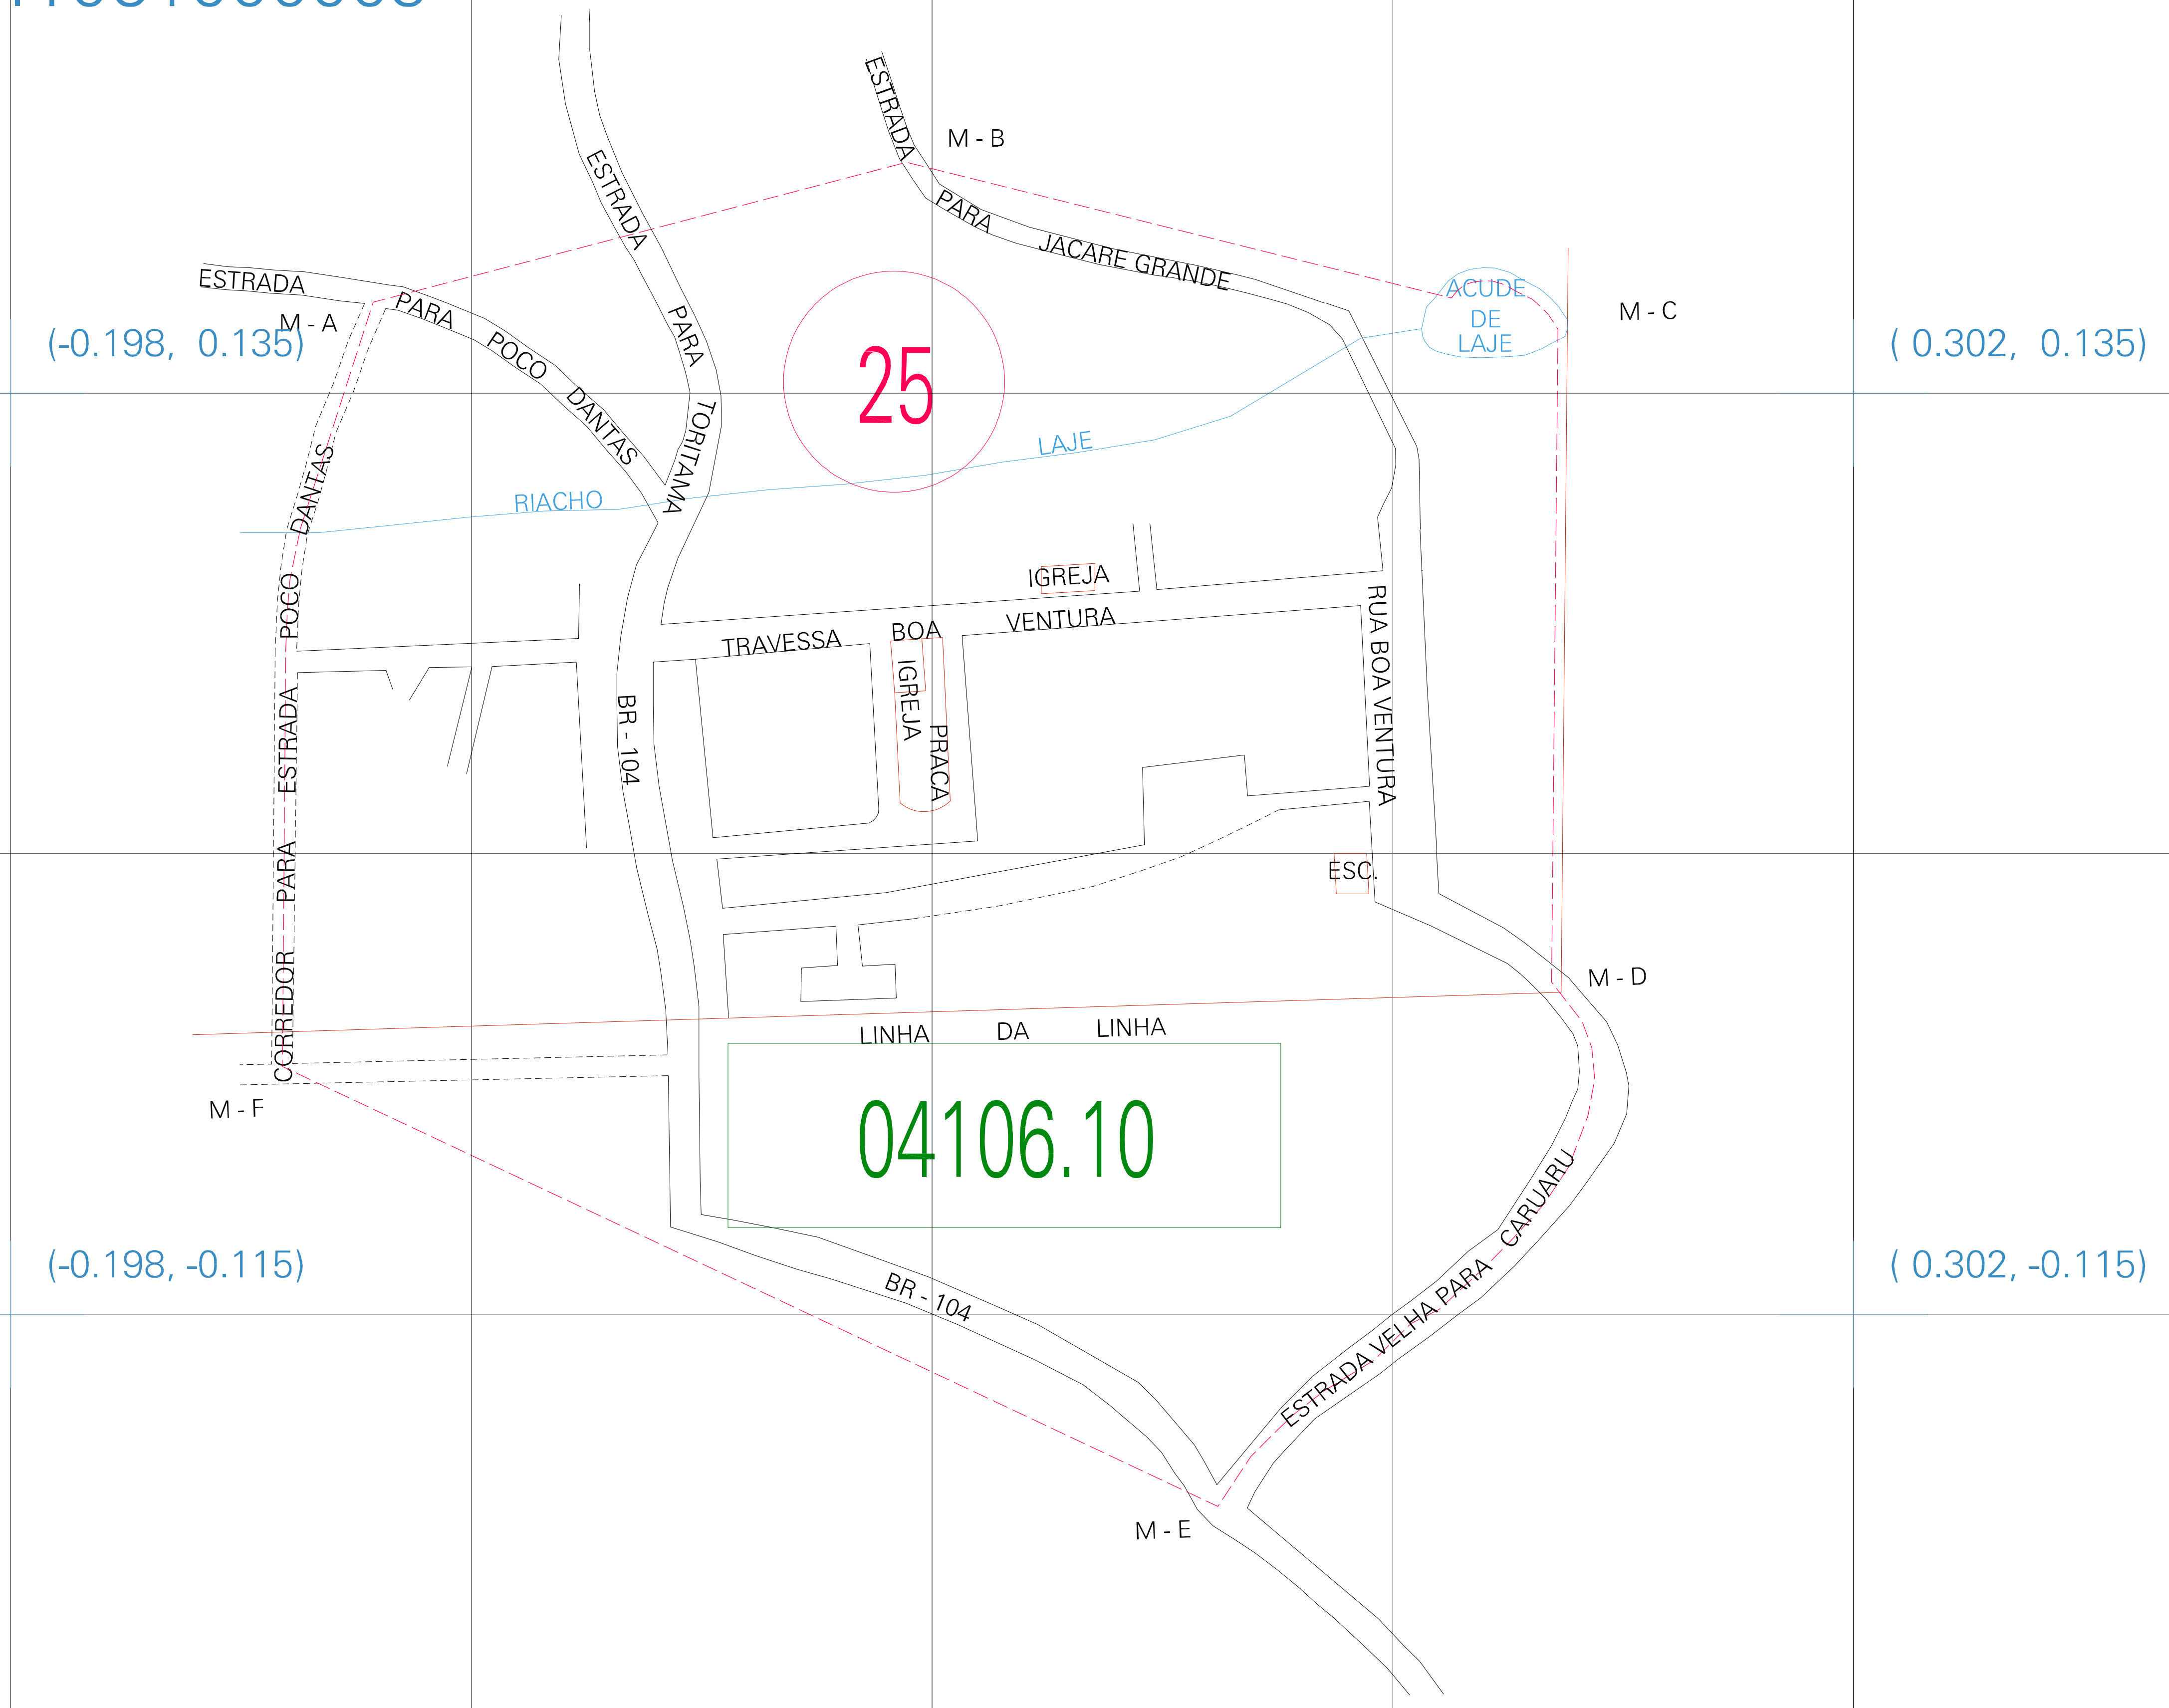 ESTRADA
PARA
JACARE GRANDE
M - B
ESTRADA
PARA
TORITAMA
ESTRADA
PARA
POCO
DANTAS
M - A
(-0.198, 0.135)
25
ACUDE
DE
LAJE
M - C
( 0.302, 0.135)
RIACHO
LAJE
CORREDOR PARA ESTRADA POCO DANTAS
IGREJA
TRAVESSA
BOA
VENTURA
IGREJA
PRACA
BR - 104
RUA BOA VENTURA
ESC.
M - D
LINHA DA LINHA
M - F
04106.10
(-0.198, -0.115)
( 0.302, -0.115)
BR - 104
ESTRADA VELHA PARA CARUARU
M - E